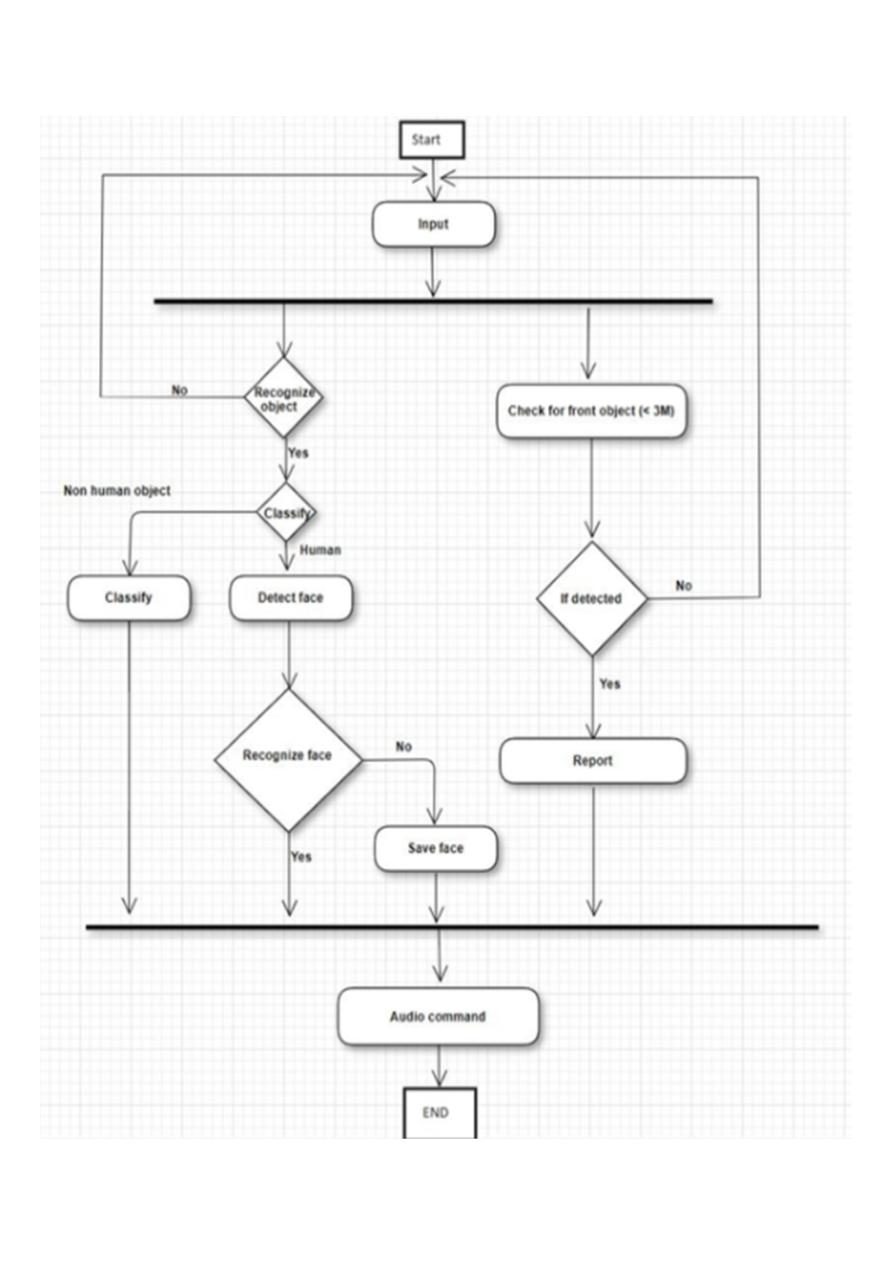 Start
Input
No
Recognize
object
Check for front object (< 3M)
Yes
Non human object
Classify
Human
Classify
Detect face
If detected
No
Yes
Recognize face
No
Report
Save face
Yes
Audio command
END